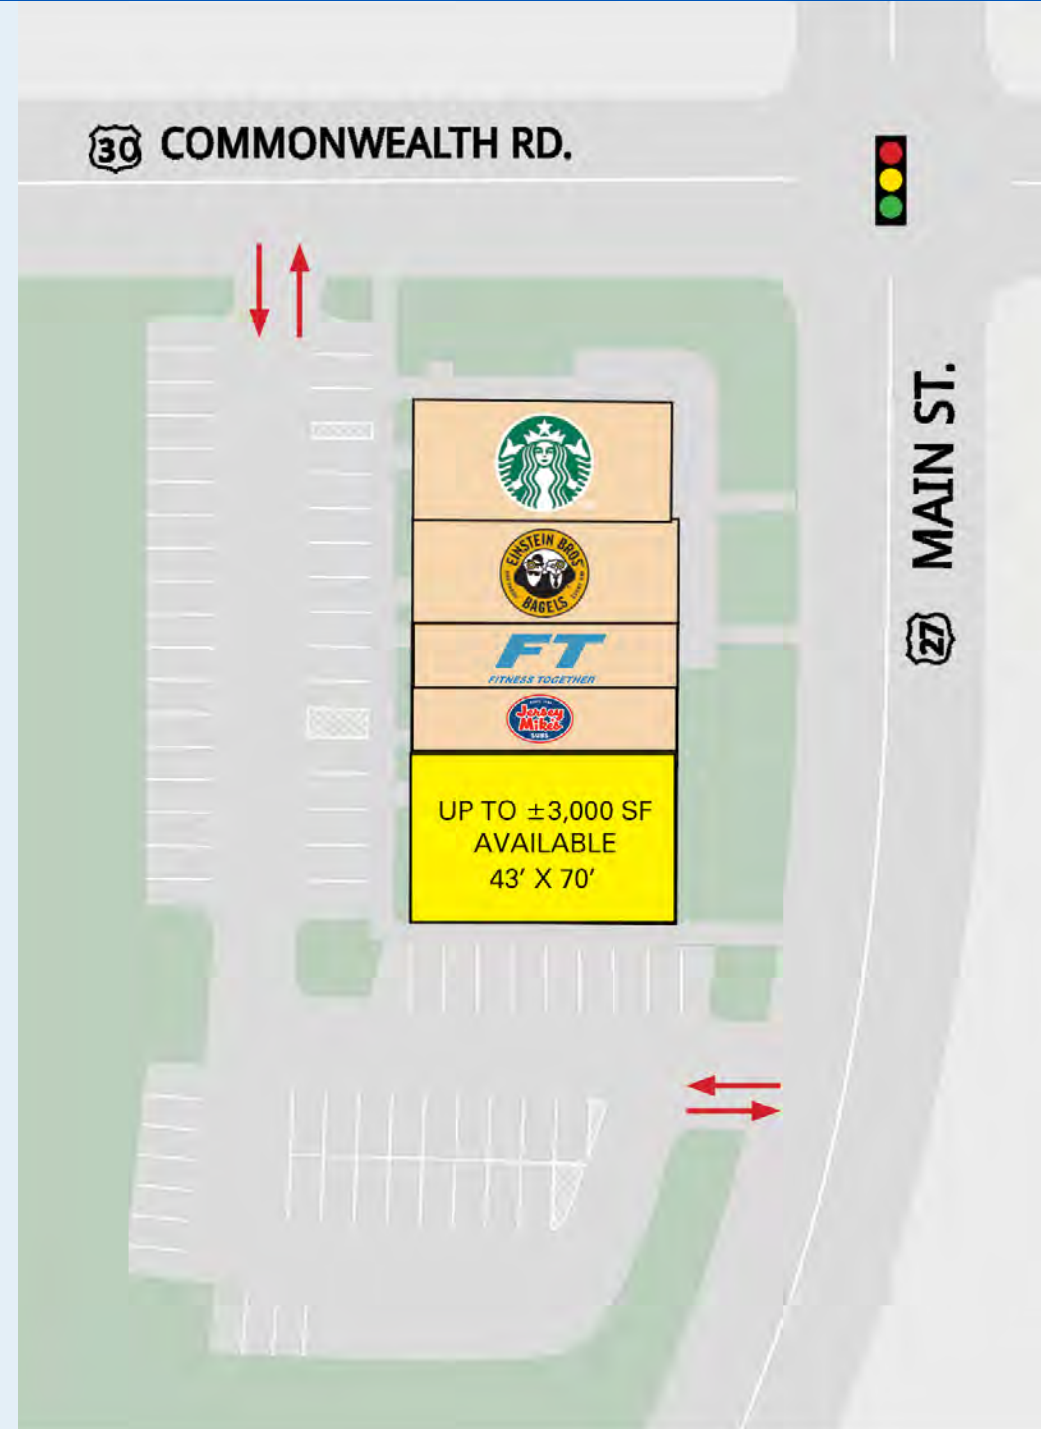 30 COMMONWEALTH RD.
MAIN ST.
27
EINSTEIN BROS
BAGELS
FT
FITNESS TOGETHER
Jersey
Mike's
SUBS
UP TO ±3,000 SF
AVAILABLE
43’ X 70’